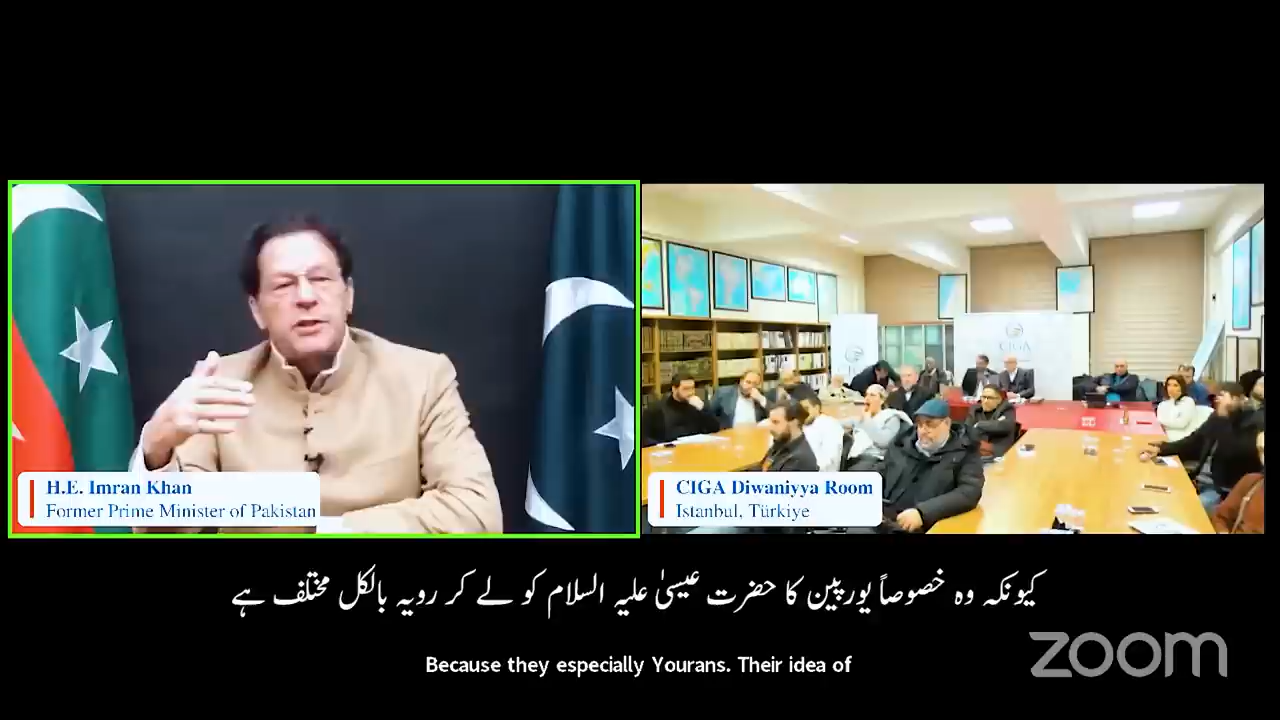 CIGA
H.E. Imran Khan
Former Prime Minister of Pakistan
CIGA Diwaniyya Room
Istanbul, Türkiye
کیونکہ وہ خصوصاً یورپین کا حضرت عیسیٰ علیہ السلام کو لے کر رویہ بالکل مختلف ہے
Because they especially Yourans. Their idea of
zoom